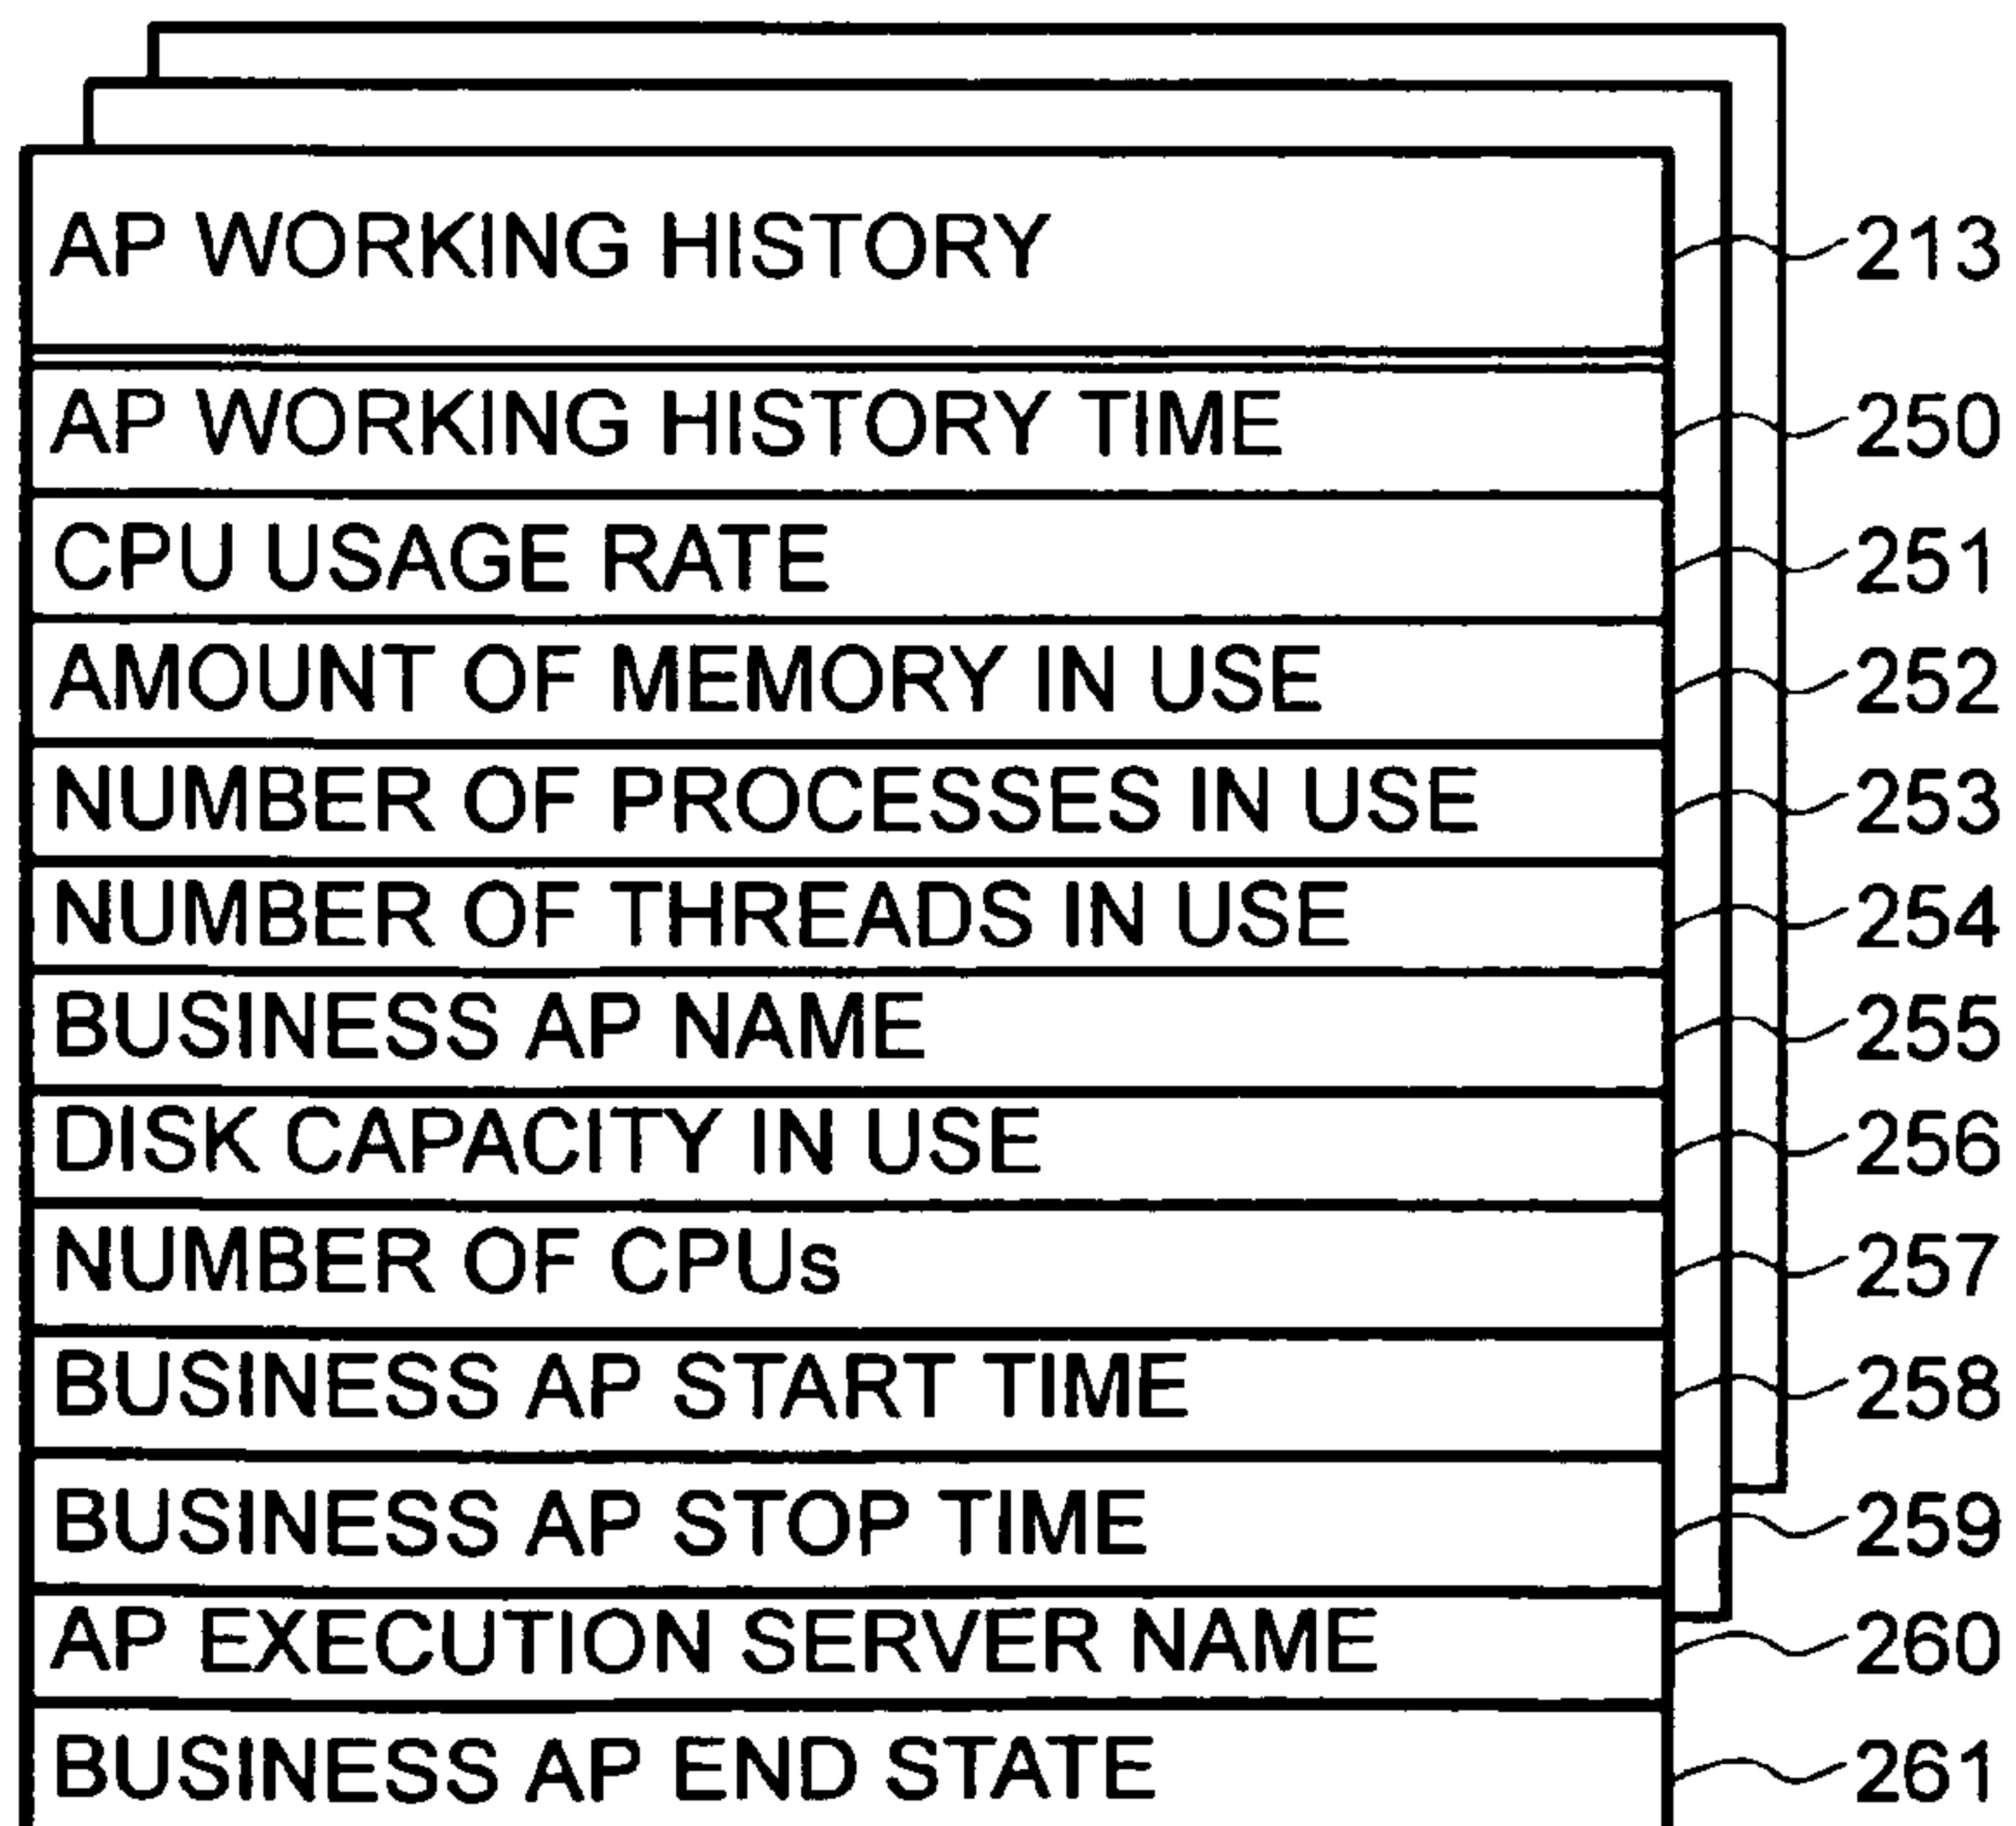 AP WORKING HISTORY 213
AP WORKING HISTORY TIME 250
CPU USAGE RATE 251
AMOUNT OF MEMORY IN USE 252
NUMBER OF PROCESSES IN USE 253
NUMBER OF THREADS IN USE 254
BUSINESS AP NAME 255
DISK CAPACITY IN USE 256
NUMBER OF CPUs 257
BUSINESS AP START TIME 258
BUSINESS AP STOP TIME 259
AP EXECUTION SERVER NAME 260
BUSINESS AP END STATE 261